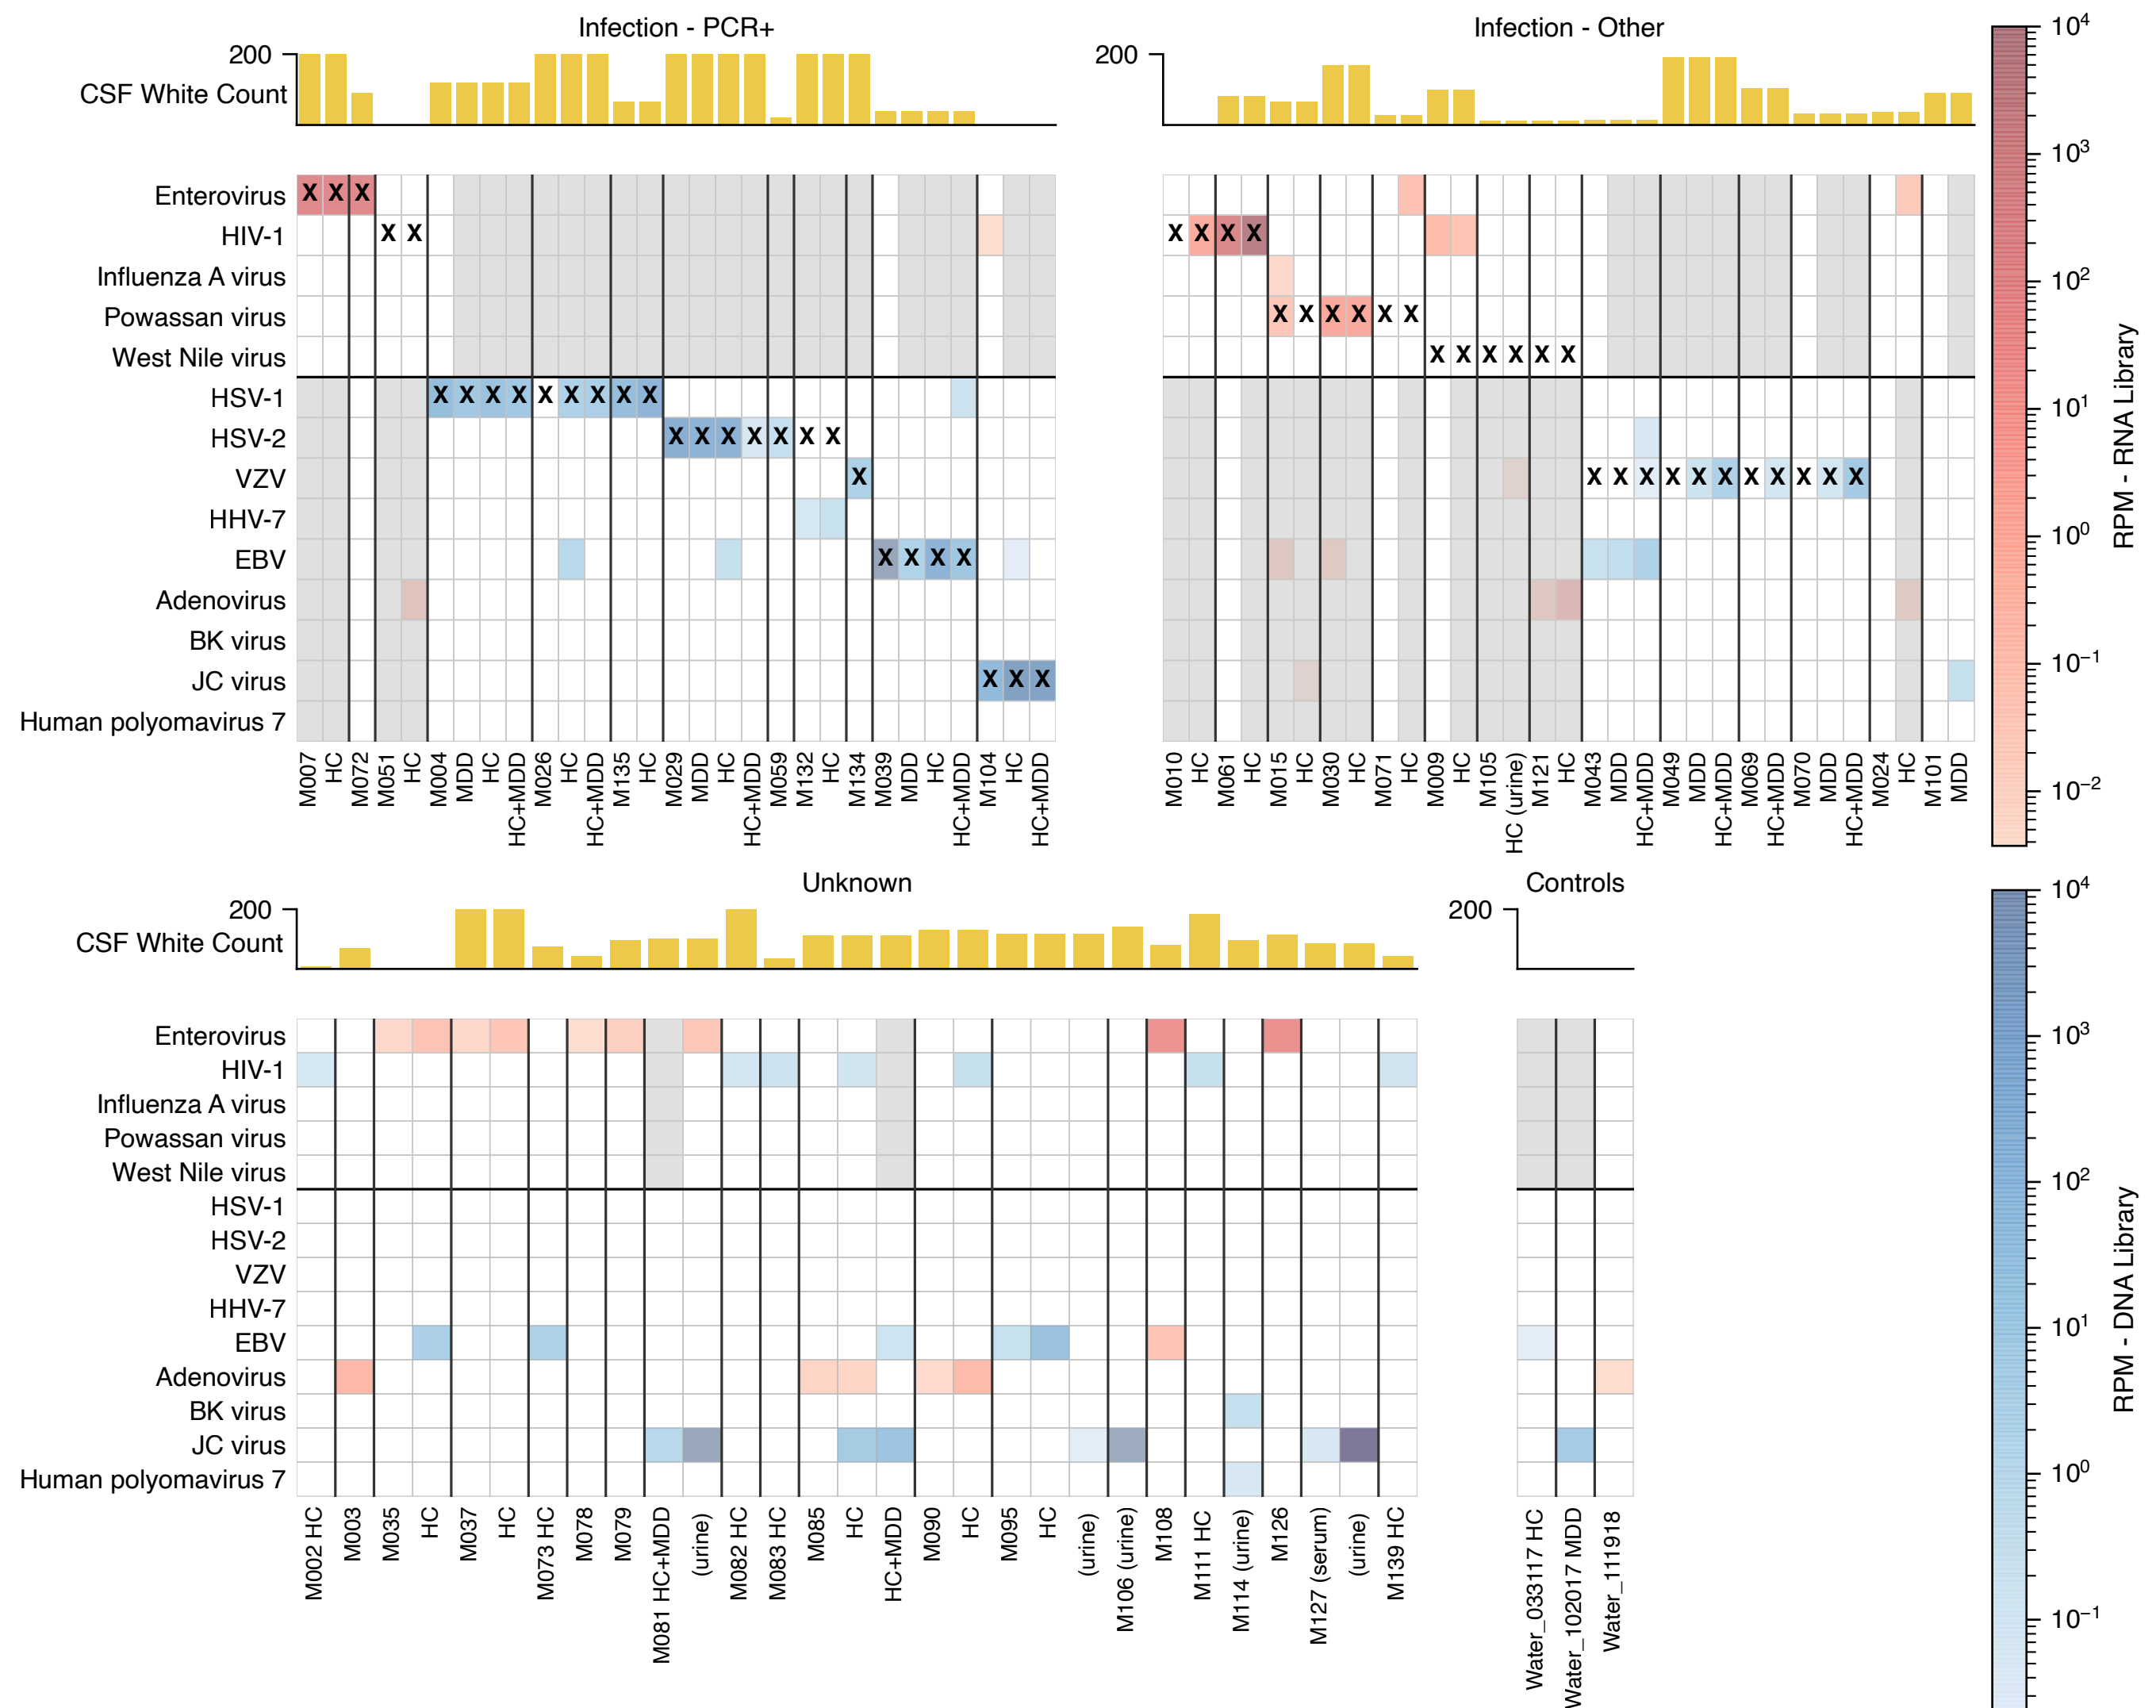 Infection - PCR+
200
CSF White Count
Enterovirus
HIV-1
Influenza A virus
Powassan virus
West Nile virus
HSV-1
HSV-2
VZV
HHV-7
EBV
Adenovirus
BK virus
JC virus
Human polyomavirus 7
X X X
X X
X X X X X X X X X
X X X X X X X
X
X X X X
X X X
M007
HC
M072
M051
HC
M004
MDD
HC
HC+MDD
M026
HC
HC+MDD
M135
HC
M029
MDD
HC
HC+MDD
M059
M132
HC
M134
M039
MDD
HC
HC+MDD
M104
HC
HC+MDD
Infection - Other
200
X X X X
X X X X X X
X X X X X X
X X X X X X X X X X X
M010
HC
M061
HC
M015
HC
M030
HC
M071
HC
M009
HC
M105
HC (urine)
M121
HC
M043
MDD
HC+MDD
M049
MDD
HC+MDD
M069
HC+MDD
M070
MDD
HC+MDD
M024
HC
M101
MDD
10⁴
10³
10²
10¹
10⁰
10⁻¹
10⁻²
RPM - RNA Library
Unknown
200
CSF White Count
Enterovirus
HIV-1
Influenza A virus
Powassan virus
West Nile virus
HSV-1
HSV-2
VZV
HHV-7
EBV
Adenovirus
BK virus
JC virus
Human polyomavirus 7
M002 HC
M003
M035
HC
M037
HC
M073 HC
M078
M079
M081 HC+MDD
(urine)
M082 HC
M083 HC
M085
HC
HC+MDD
M090
HC
M095
HC
(urine)
M106 (urine)
M108
M111 HC
M114 (urine)
M126
M127 (serum)
(urine)
M139 HC
Controls
200
Water_033117 HC
Water_102017 MDD
Water_111918
10⁴
10³
10²
10¹
10⁰
10⁻¹
RPM - DNA Library